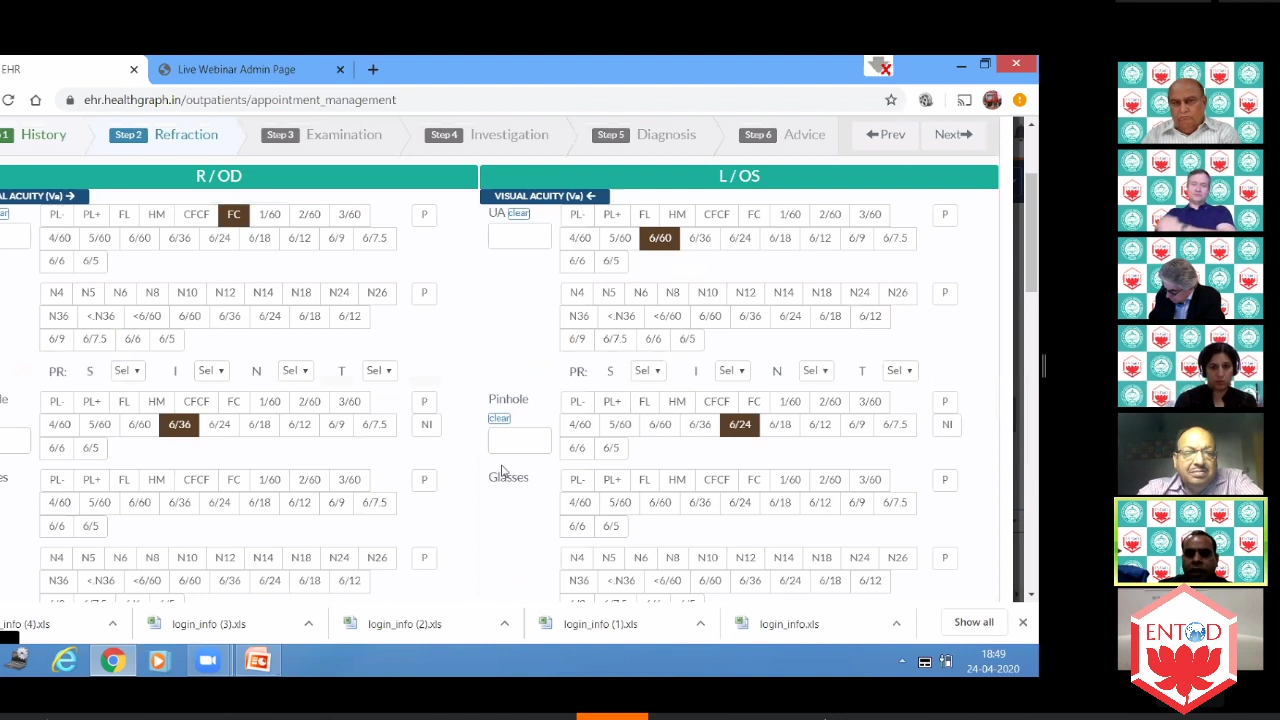 EHR
Live Webinar Admin Page
ehr.healthgraph.in/outpatients/appointment_management
1 History Step 2 Refraction Step 3 Examination Step 4 Investigation Step 5 Diagnosis Step 6 Advice Prev Next
R / OD L / OS
AL ACUITY (Va) VISUAL ACUITY (Va)
PL- PL+ FL HM CFCF FC 1/60 2/60 3/60 P UA clear PL- PL+ FL HM CFCF FC 1/60 2/60 3/60 P
4/60 5/60 6/60 6/36 6/24 6/18 6/12 6/9 6/7.5 4/60 5/60 6/60 6/36 6/24 6/18 6/12 6/9 6/7.5
6/6 6/5 6/6 6/5
N4 N5 N6 N8 N10 N12 N14 N18 N24 N26 P N4 N5 N6 N8 N10 N12 N14 N18 N24 N26 P
N36 <.N36 <6/60 6/60 6/36 6/24 6/18 6/12 N36 <.N36 <6/60 6/60 6/36 6/24 6/18 6/12
6/9 6/7.5 6/6 6/5 6/9 6/7.5 6/6 6/5
PR: S Sel I Sel N Sel T Sel PR: S Sel I Sel N Sel T Sel
le PL- PL+ FL HM CFCF FC 1/60 2/60 3/60 P Pinhole PL- PL+ FL HM CFCF FC 1/60 2/60 3/60 P
4/60 5/60 6/60 6/36 6/24 6/18 6/12 6/9 6/7.5 NI clear 4/60 5/60 6/60 6/36 6/24 6/18 6/12 6/9 6/7.5 NI
6/6 6/5 6/6 6/5
es PL- PL+ FL HM CFCF FC 1/60 2/60 3/60 P Glasses PL- PL+ FL HM CFCF FC 1/60 2/60 3/60 P
4/60 5/60 6/60 6/36 6/24 6/18 6/12 6/9 6/7.5 4/60 5/60 6/60 6/36 6/24 6/18 6/12 6/9 6/7.5
6/6 6/5 6/6 6/5
N4 N5 N6 N8 N10 N12 N14 N18 N24 N26 P N4 N5 N6 N8 N10 N12 N14 N18 N24 N26 P
N36 <.N36 <6/60 6/60 6/36 6/24 6/18 6/12 N36 <.N36 <6/60 6/60 6/36 6/24 6/18 6/12
_info (4).xls login_info (3).xls login_info (2).xls login_info (1).xls login_info.xls Show all
18:49
24-04-2020
ENTOD